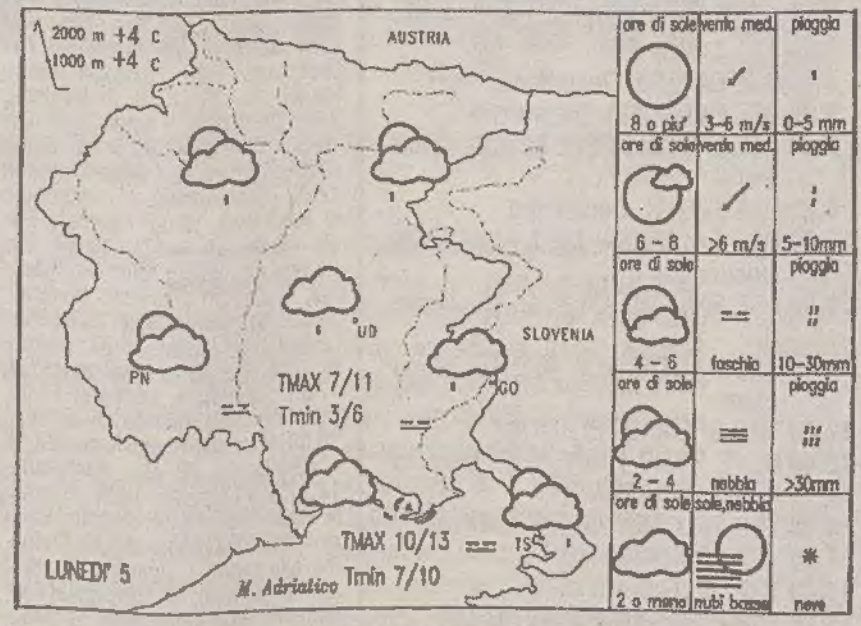 2000 m +4 c
1000 m +4 c
AUSTRIA
UD
SLOVENIA
PN
GO
TMAX 7/11
Tmin 3/6
TMAX 10/13
TS
Tmin 7/10
LUNEDI' 5
M. Adriatico
ore di sole vento med. pioggia
8 o piu' 3-6 m/s 0-5 mm
ore di sole vento med. pioggia
6 - 8 >6 m/s 5-10mm
ore di sole pioggia
4 - 6 foschia 10-30mm
ore di sole pioggia
2 - 4 nebbia >30mm
ore di sole sole,nebbia
2 o meno nubi basse neve